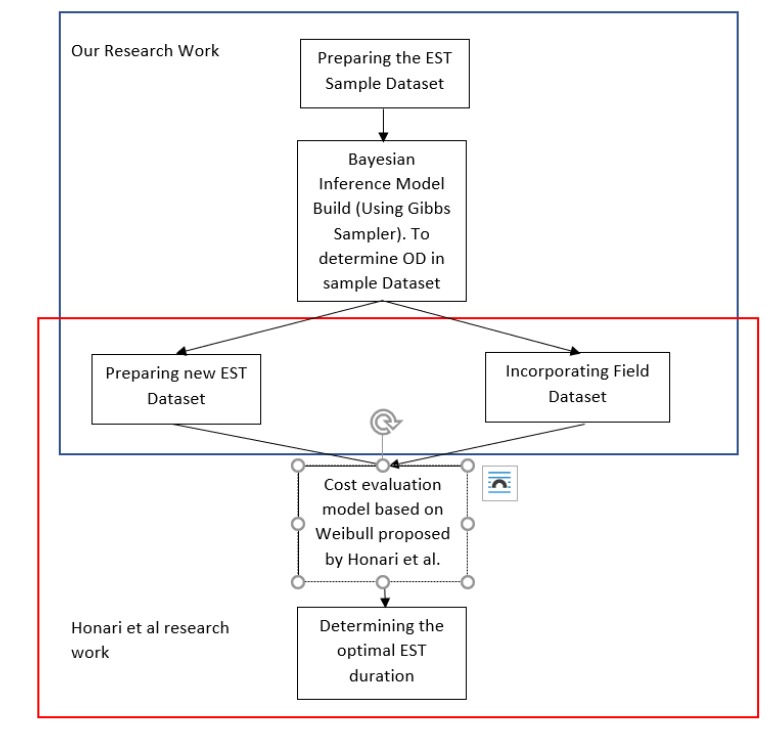 Our Research Work
Preparing the EST
Sample Dataset
Bayesian
Inference Model
Build (Using Gibbs
Sampler). To
determine OD in
sample Dataset
Preparing new EST
Dataset
Incorporating Field
Dataset
Cost evaluation
model based on
Weibull proposed
by Honari et al.
Honari et al research
work
Determining the
optimal EST
duration